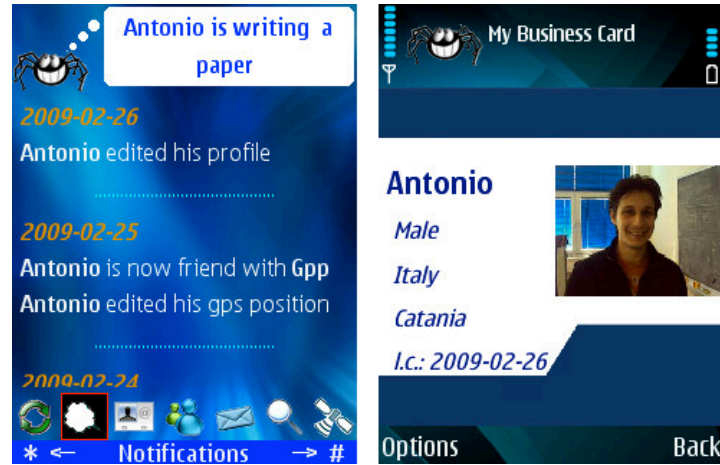 Antonio is writing a
paper
2009-02-26
Antonio edited his profile
2009-02-25
Antonio is now friend with Gpp
Antonio edited his gps position
2009-02-24
* <- Notifications -> #
My Business Card
Antonio
Male
Italy
Catania
l.c.: 2009-02-26
Options Back